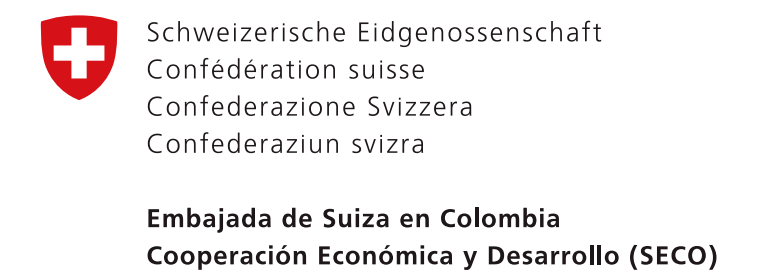 Schweizerische Eidgenossenschaft
Confédération suisse
Confederazione Svizzera
Confederaziun svizra
Embajada de Suiza en Colombia
Cooperación Económica y Desarrollo (SECO)